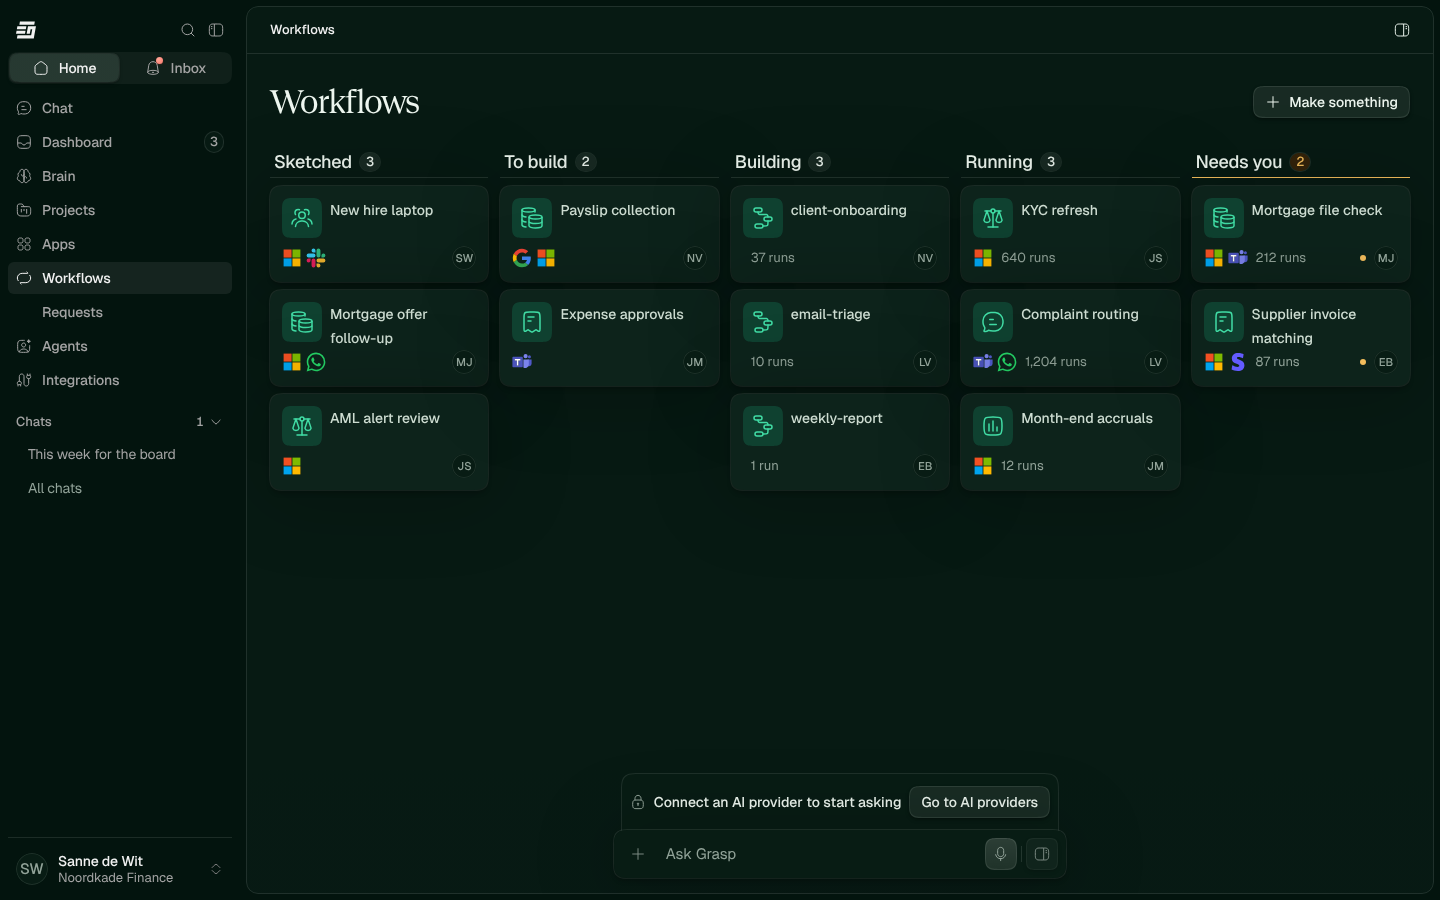 Home
Inbox
Chat
Dashboard 3
Brain
Projects
Apps
Workflows
Requests
Agents
Integrations
Chats 1
This week for the board
All chats
SW
Sanne de Wit
Noordkade Finance
Workflows
Workflows
Make something
Sketched 3
New hire laptop
SW
Mortgage offer
follow-up
MJ
AML alert review
JS
To build 2
Payslip collection
NV
Expense approvals
JM
Building 3
client-onboarding
37 runs NV
email-triage
10 runs LV
weekly-report
1 run EB
Running 3
KYC refresh
640 runs JS
Complaint routing
1,204 runs LV
Month-end accruals
12 runs JM
Needs you 2
Mortgage file check
212 runs MJ
Supplier invoice
matching
87 runs EB
Connect an AI provider to start asking Go to AI providers
Ask Grasp